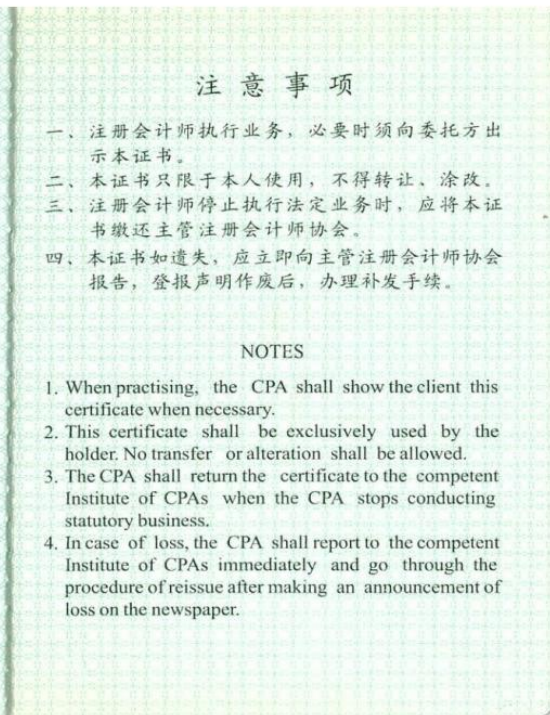 注意事项
一、注册会计师执行业务，必要时须向委托方出
示本证书。
二、本证书只限于本人使用，不得转让、涂改。
三、注册会计师停止执行法定业务时，应将本证
书缴还主管注册会计师协会。
四、本证书如遗失，应立即向主管注册会计师协会
报告，登报声明作废后，办理补发手续。
NOTES
1. When practising, the CPA shall show the client this
certificate when necessary.
2. This certificate shall be exclusively used by the
holder. No transfer or alteration shall be allowed.
3. The CPA shall return the certificate to the competent
Institute of CPAs when the CPA stops conducting
statutory business.
4. In case of loss, the CPA shall report to the competent
Institute of CPAs immediately and go through the
procedure of reissue after making an announcement of
loss on the newspaper.